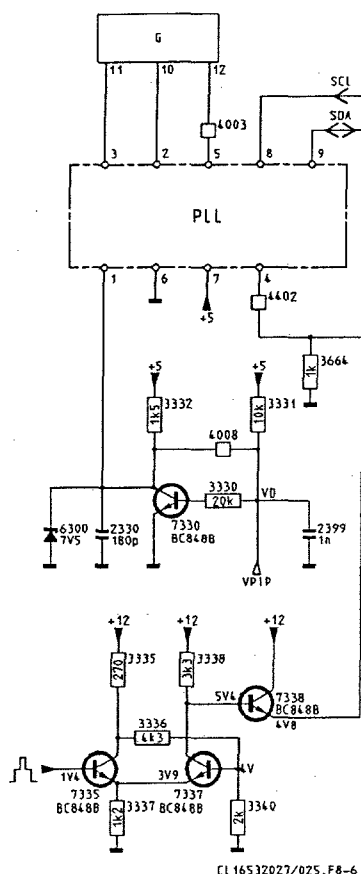 G
11 10 12
4003
SCL
SDA
3 2 5 8 9
PLL
1 6 7 4
+5
4402
3664
1k
+5 +5
3332 3331
1k5 10k
4008
3330
20k
VD
6300
7V5
2330
180p
7330
BC848B
2399
1n
VPIP
+12 +12 +12
3335 3338
270 3k3
5V4
7338
BC848B
4V8
3336
4k3
1V4
3V9
4V
7335
BC848B
3337
1k2
7337
BC848B
3340
2k
CL 16532027/025.F8-6